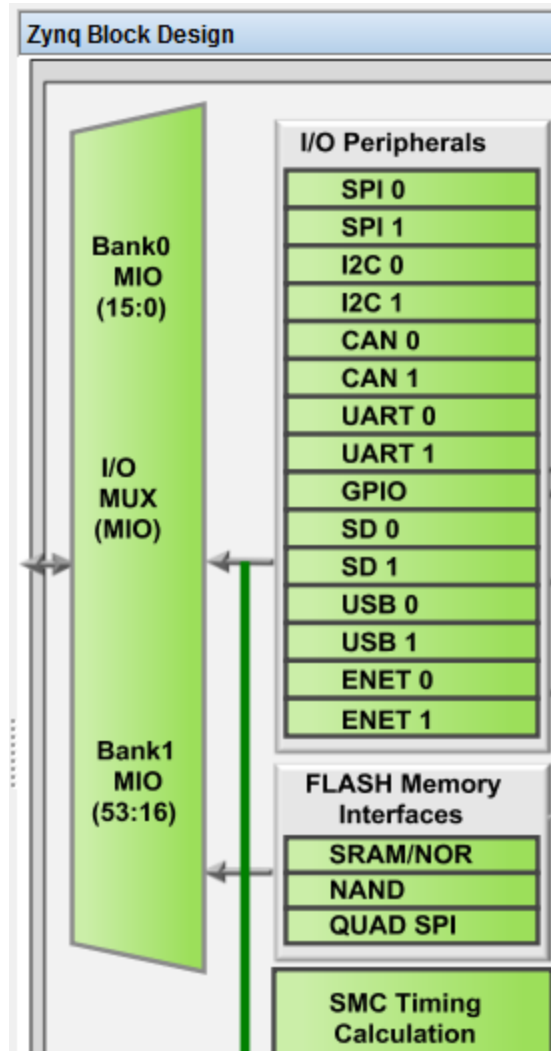 Zynq Block Design
Bank0
MIO
(15:0)
I/O
MUX
(MIO)
Bank1
MIO
(53:16)
I/O Peripherals
SPI 0
SPI 1
I2C 0
I2C 1
CAN 0
CAN 1
UART 0
UART 1
GPIO
SD 0
SD 1
USB 0
USB 1
ENET 0
ENET 1
FLASH Memory
Interfaces
SRAM/NOR
NAND
QUAD SPI
SMC Timing
Calculation